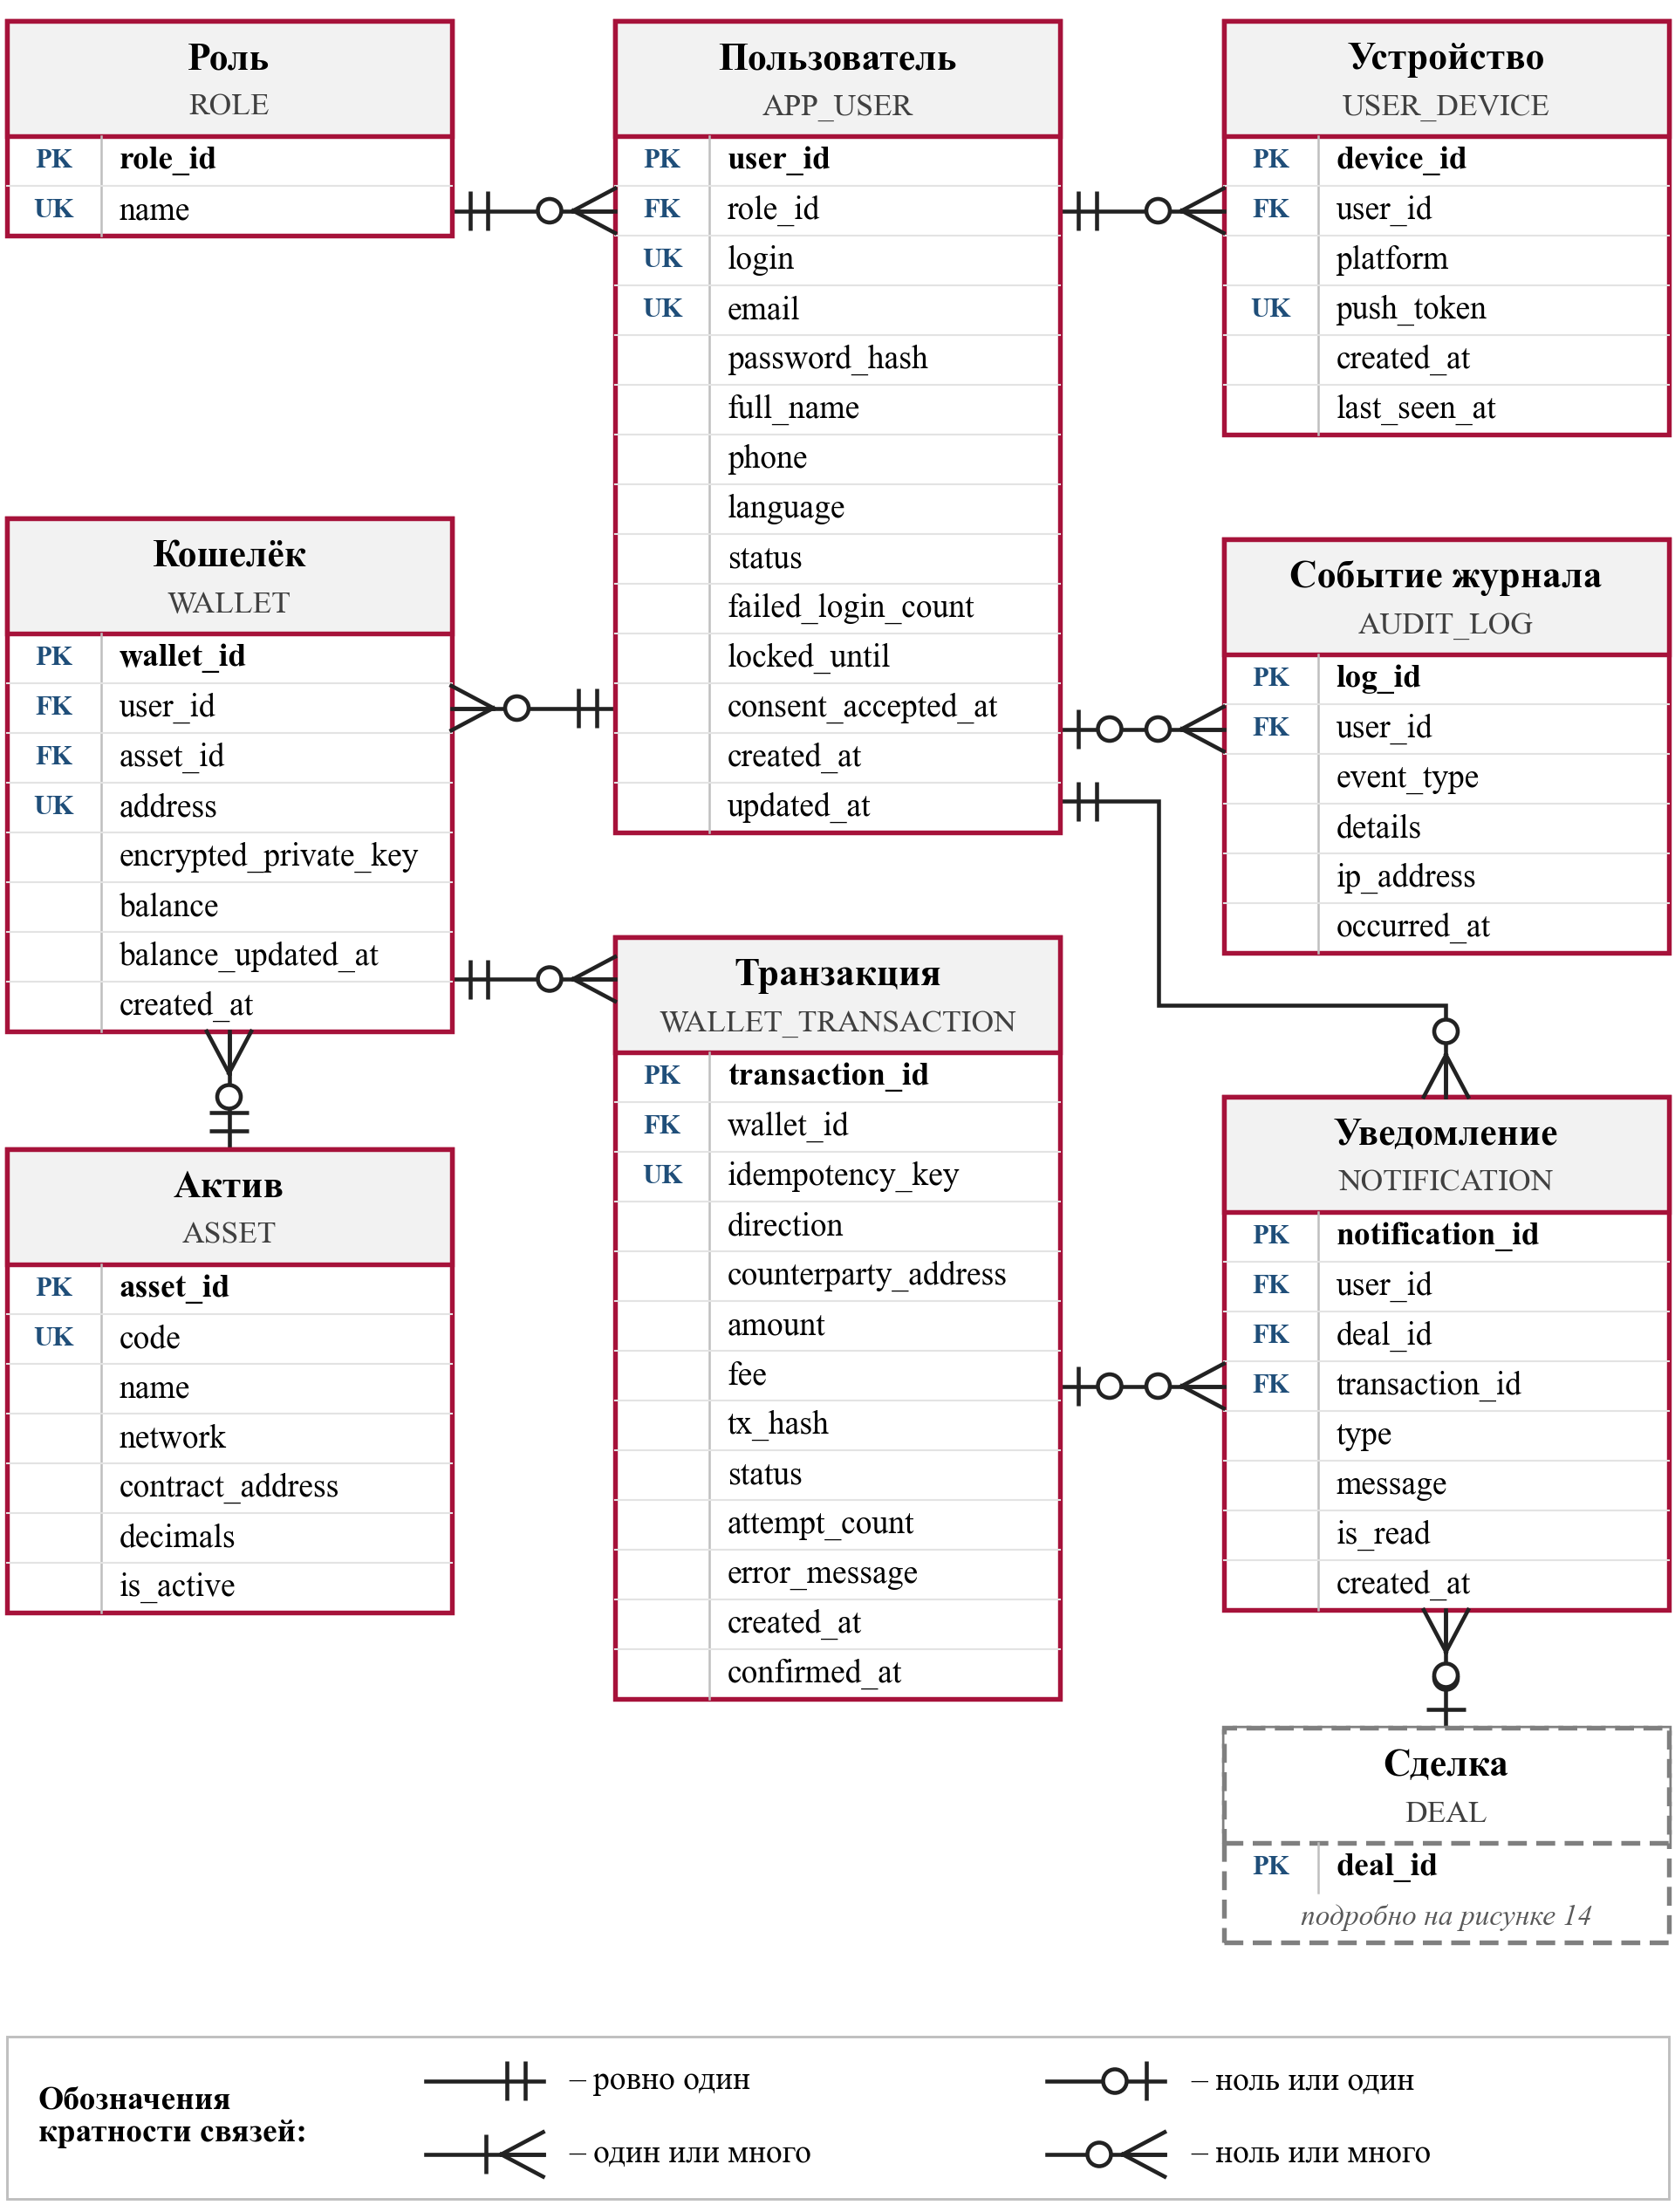 Роль
ROLE
PK role_id
UK name
Пользователь
APP_USER
PK user_id
FK role_id
UK login
UK email
password_hash
full_name
phone
language
status
failed_login_count
locked_until
consent_accepted_at
created_at
updated_at
Устройство
USER_DEVICE
PK device_id
FK user_id
platform
UK push_token
created_at
last_seen_at
Кошелёк
WALLET
PK wallet_id
FK user_id
FK asset_id
UK address
encrypted_private_key
balance
balance_updated_at
created_at
Событие журнала
AUDIT_LOG
PK log_id
FK user_id
event_type
details
ip_address
occurred_at
Транзакция
WALLET_TRANSACTION
PK transaction_id
FK wallet_id
UK idempotency_key
direction
counterparty_address
amount
fee
tx_hash
status
attempt_count
error_message
created_at
confirmed_at
Актив
ASSET
PK asset_id
UK code
name
network
contract_address
decimals
is_active
Уведомление
NOTIFICATION
PK notification_id
FK user_id
FK deal_id
FK transaction_id
type
message
is_read
created_at
Сделка
DEAL
PK deal_id
подробно на рисунке 14
Обозначения
кратности связей:
– ровно один
– ноль или один
– один или много
– ноль или много